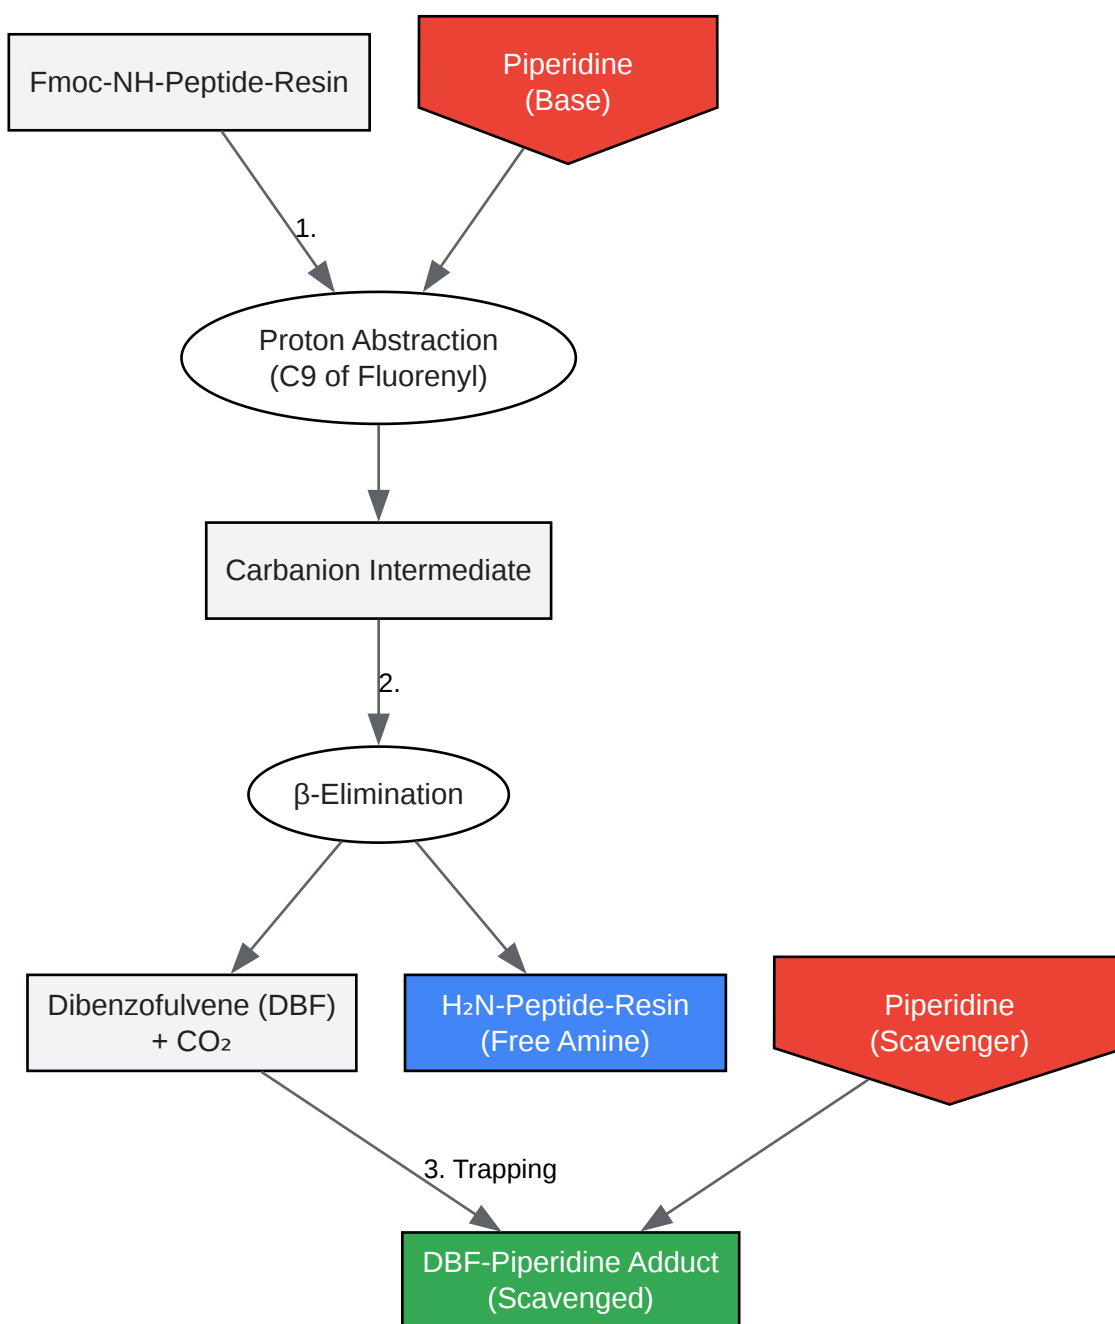 Fmoc-NH-Peptide-Resin
Piperidine
(Base)
1.
Proton Abstraction
(C9 of Fluorenyl)
Carbanion Intermediate
2.
β-Elimination
Dibenzofulvene (DBF)
+ CO₂
H₂N-Peptide-Resin
(Free Amine)
Piperidine
(Scavenger)
3. Trapping
DBF-Piperidine Adduct
(Scavenged)